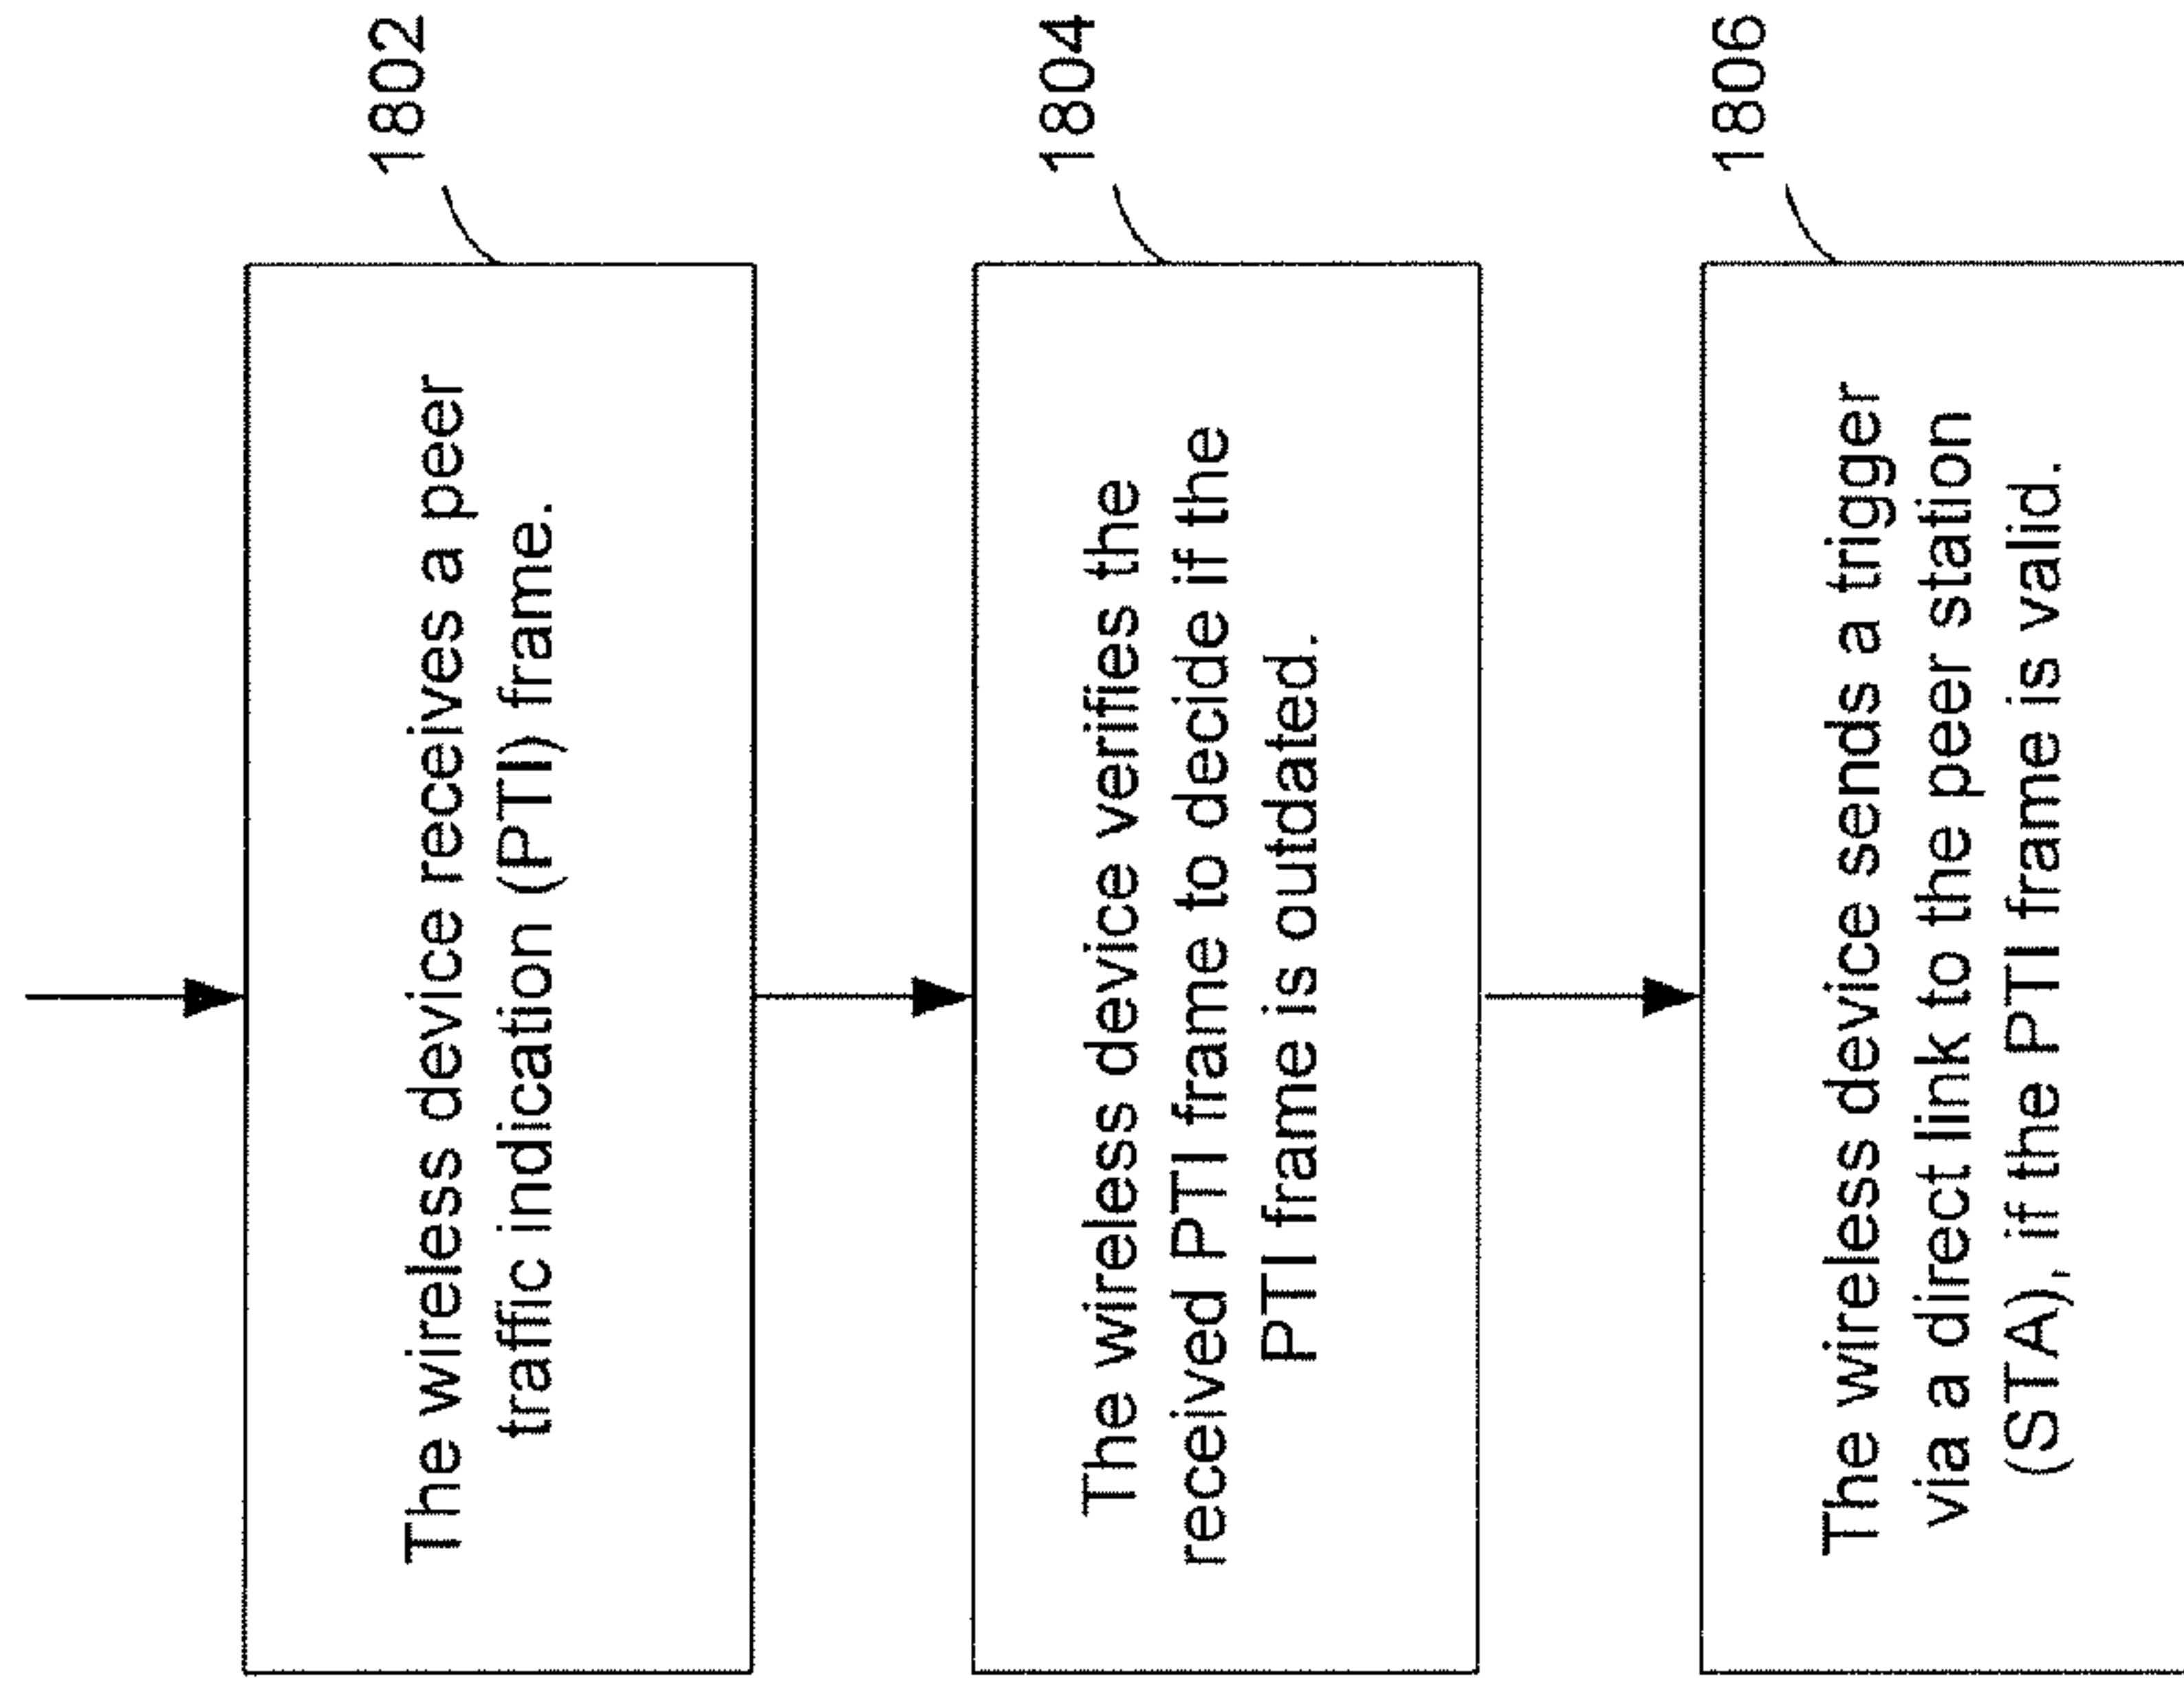 1802
The wireless device receives a peer
traffic indication (PTI) frame.
1804
The wireless device verifies the
received PTI frame to decide if the
PTI frame is outdated.
1806
The wireless device sends a trigger
via a direct link to the peer station
(STA), if the PTI frame is valid.